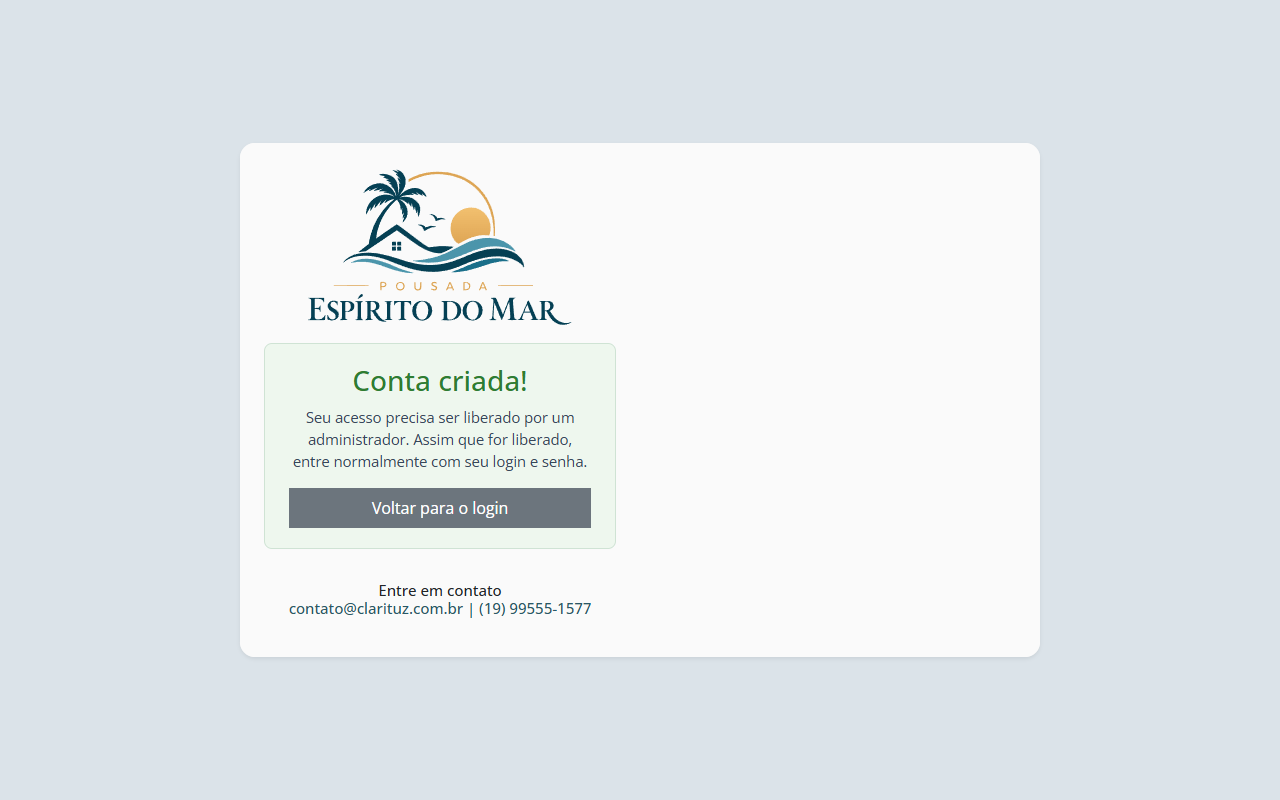 POUSADA
ESPÍRITO DO MAR
Conta criada!
Seu acesso precisa ser liberado por um
administrador. Assim que for liberado,
entre normalmente com seu login e senha.
Voltar para o login
Entre em contato
contato@clarituz.com.br | (19) 99555-1577